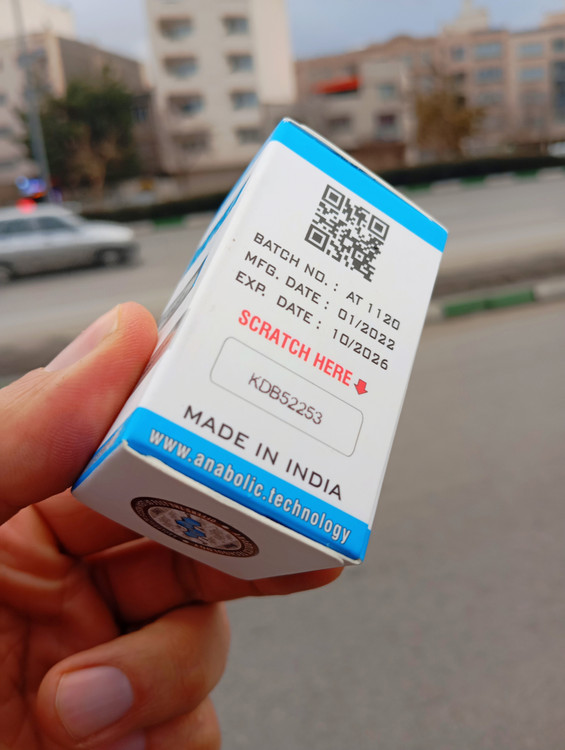 BATCH NO. : AT 1120
MFG. DATE : 01/2022
EXP. DATE : 10/2026
SCRATCH HERE
KDB52253
MADE IN INDIA
www.anabolic.technology